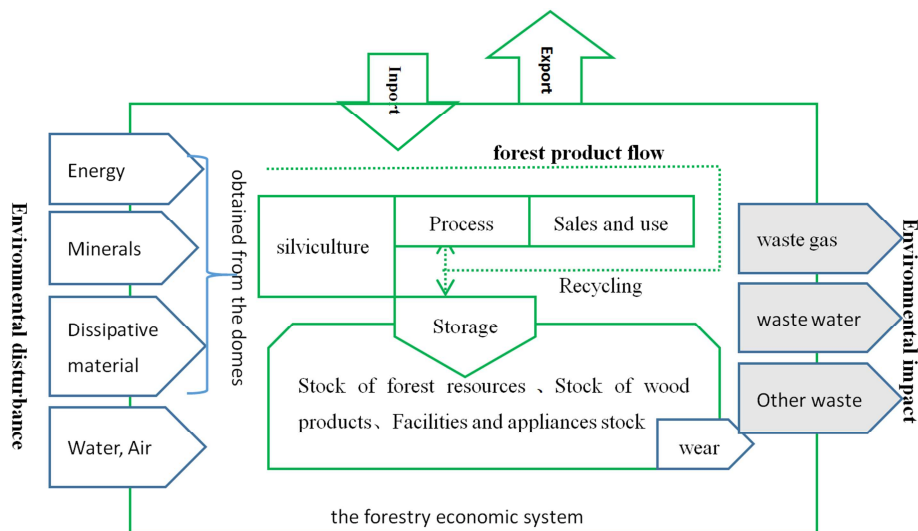 Inport
Export
Environmental disturbance
Energy
Minerals
Dissipative
material
Water, Air
obtained from the domes
forest product flow
silviculture
Process
Sales and use
Recycling
Storage
Stock of forest resources 、Stock of wood
products、Facilities and appliances stock
wear
waste gas
waste water
Other waste
Environmental impact
the forestry economic system